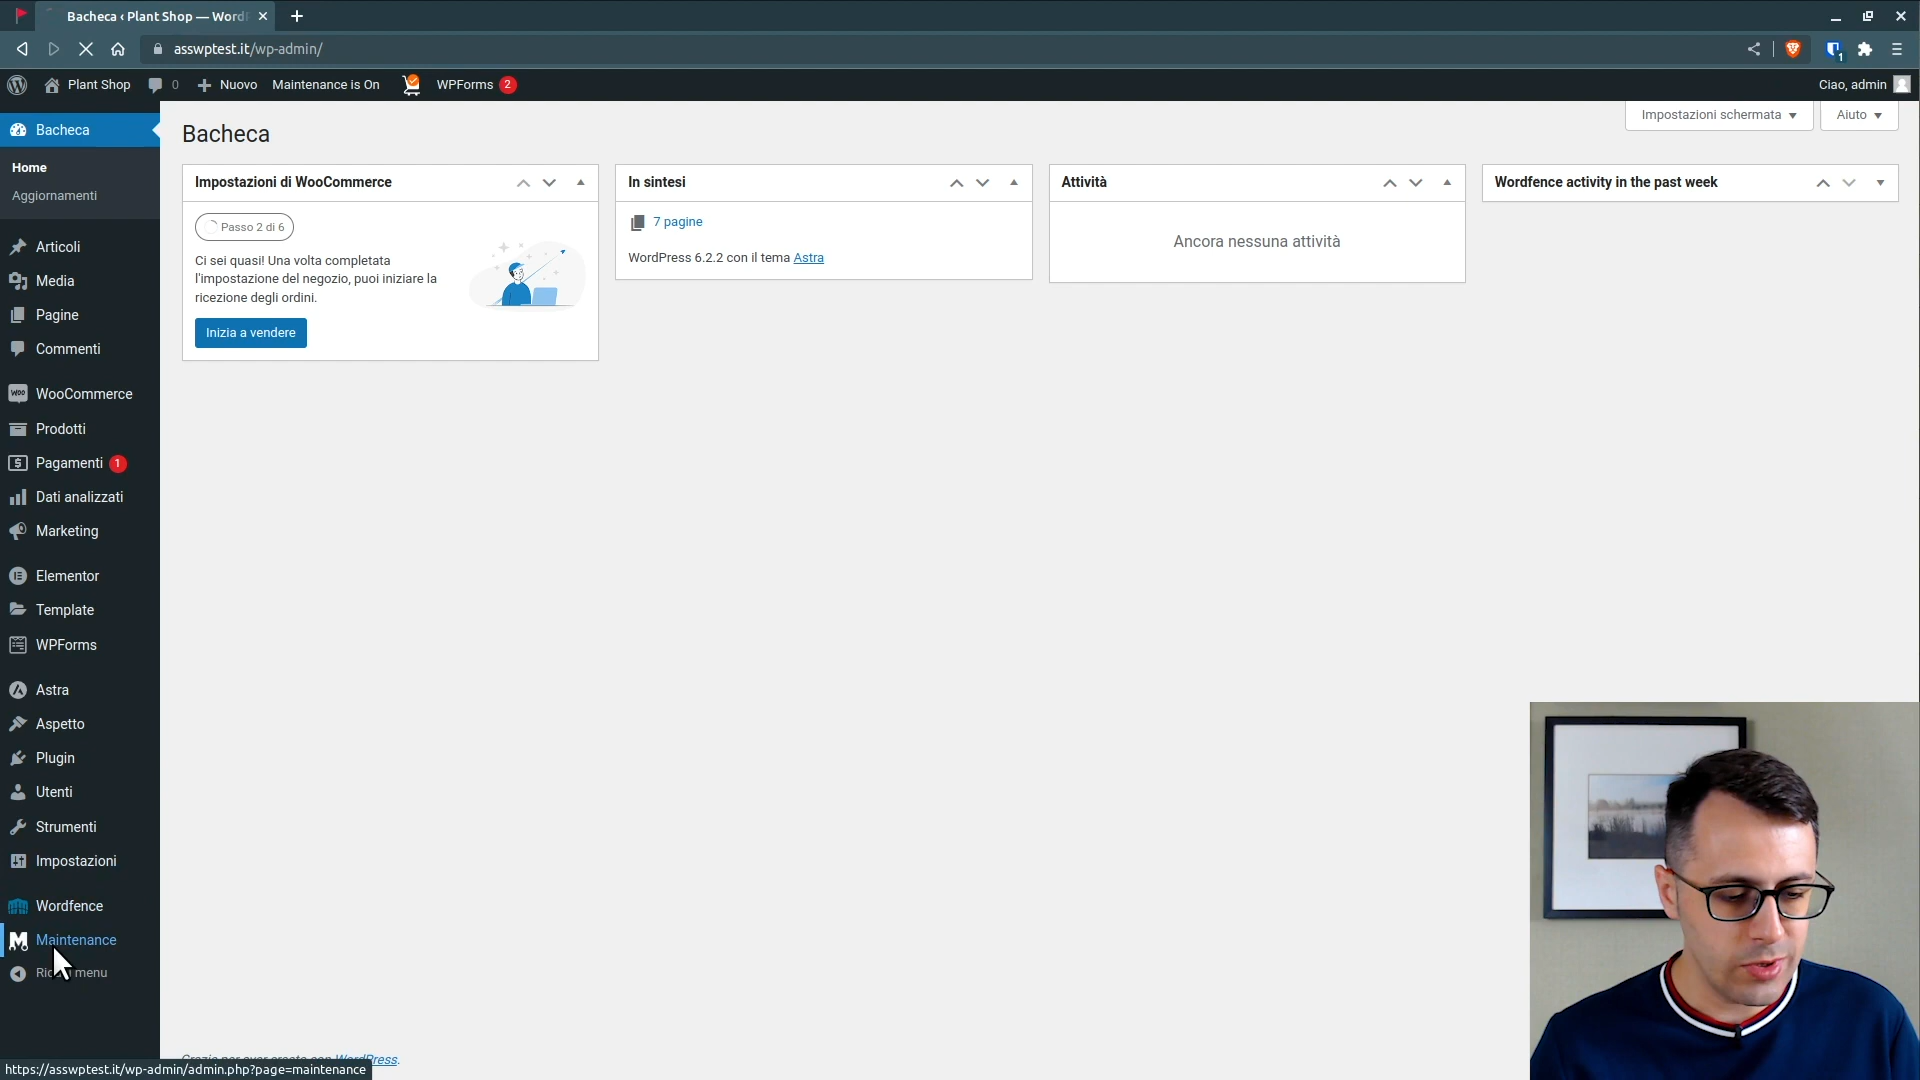 Bacheca ‹ Plant Shop — Word
asswptest.it/wp-admin/
1
Plant Shop
0
Nuovo
Maintenance is On
WPForms
2
Ciao, admin
Bacheca
Home
Aggiornamenti
Articoli
Media
Pagine
Commenti
WooCommerce
Prodotti
Pagamenti
1
Dati analizzati
Marketing
Elementor
Template
WPForms
Astra
Aspetto
Plugin
Utenti
Strumenti
Impostazioni
Wordfence
Maintenance
menu
Bacheca
Impostazioni schermata
Aiuto
Impostazioni di WooCommerce
Passo 2 di 6
Ci sei quasi! Una volta completata
l'impostazione del negozio, puoi iniziare la
ricezione degli ordini.
Inizia a vendere
In sintesi
7 pagine
WordPress 6.2.2 con il tema Astra
Attività
Ancora nessuna attività
Wordfence activity in the past week
WordPress.
https://asswptest.it/wp-admin/admin.php?page=maintenance